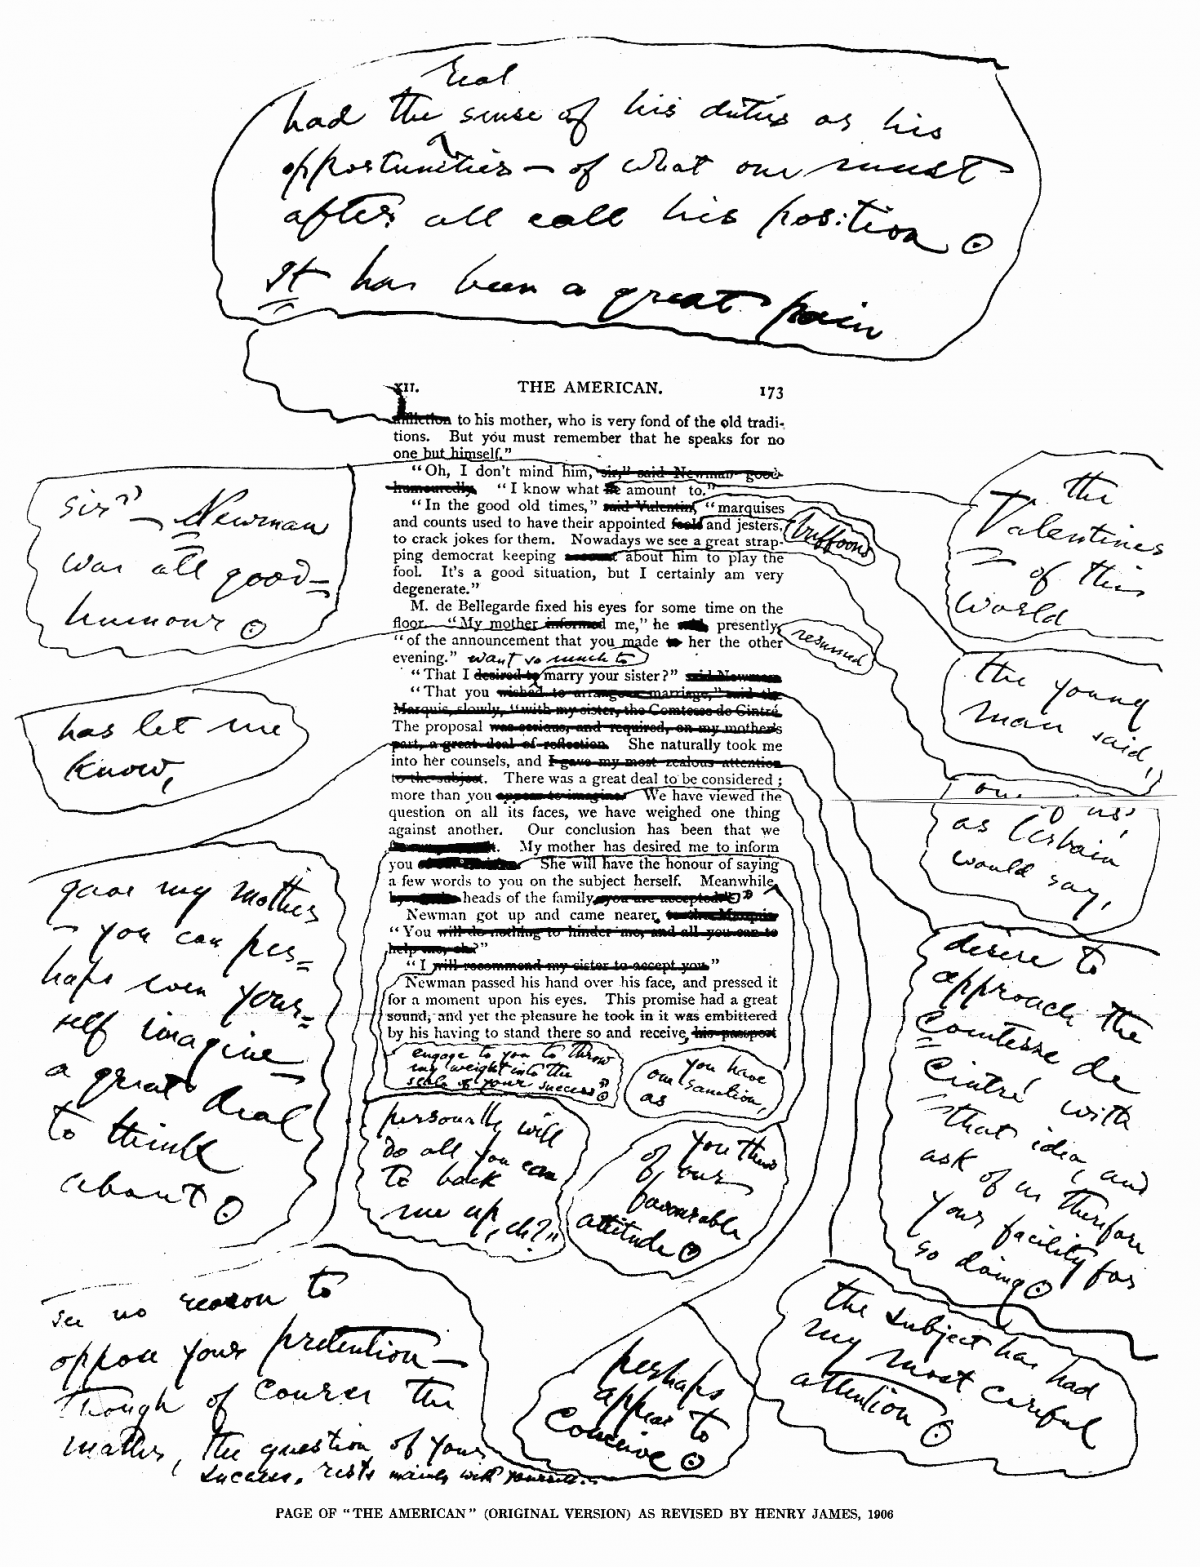 real
had the sense of his duties as his
opportunities — of what one must
after all call his position.
It has been a great pain
XII. THE AMERICAN. 173
affliction to his mother, who is very fond of the old tradi-
tions. But you must remember that he speaks for no
one but himself."
"Oh, I don't mind him, sir," said Newman good-
humouredly. "I know what he amount to."
"In the good old times," said Valentin, "marquises
and counts used to have their appointed fools and jesters,
to crack jokes for them. Nowadays we see a great strap-
ping democrat keeping about him to play the
fool. It's a good situation, but I certainly am very
degenerate."
M. de Bellegarde fixed his eyes for some time on the
floor. "My mother informed me," he said presently,
"of the announcement that you made to her the other
evening." want so much to
"That I desired to marry your sister?" said Newman
"That you wished to arrange a marriage," said the
Marquis, slowly, "with my sister, the Comtesse de Cintré.
The proposal was serious, and required, on my mother's
part, a great deal of reflection. She naturally took me
into her counsels, and I gave my most zealous attention
to the subject. There was a great deal to be considered;
more than you appear to imagine. We have viewed the
question on all its faces, we have weighed one thing
against another. Our conclusion has been that we
My mother has desired me to inform
you She will have the honour of saying
a few words to you on the subject herself. Meanwhile,
heads of the family, you are accepted."
Newman got up and came nearer to the Marquis.
"You will do nothing to hinder me, and all you can to
help me, eh?"
"I will recommend my sister to accept you."
Newman passed his hand over his face, and pressed it
for a moment upon his eyes. This promise had a great
sound, and yet the pleasure he took in it was embittered
by his having to stand there so and receive his passport
sir" — Newman
was all good-
humour.
has let me
know,
gave my mother
— you can per-
haps even your-
self imagine —
a great deal
to think
about.
see no reason to
oppose your pretention —
though of course the
matter, the question of your
success, rests mainly with yourself.
buffoons
resumed
the
Valentines
of this
world
the young
man said,
of us,
as Urbain
would say,
desire to
approach the
Comtesse de
Cintré with
that idea, and
ask of us therefore
your facility for
so doing.
the subject has had
my most careful
attention.
engage to you to throw
my weight into the
scale of your success."
you have
our sanction,
as
personally will
do all you can
to back
me up, eh?"
you thus
of our
favourable
attitude.
perhaps
appear to
conceive.
PAGE OF "THE AMERICAN" (ORIGINAL VERSION) AS REVISED BY HENRY JAMES, 1906